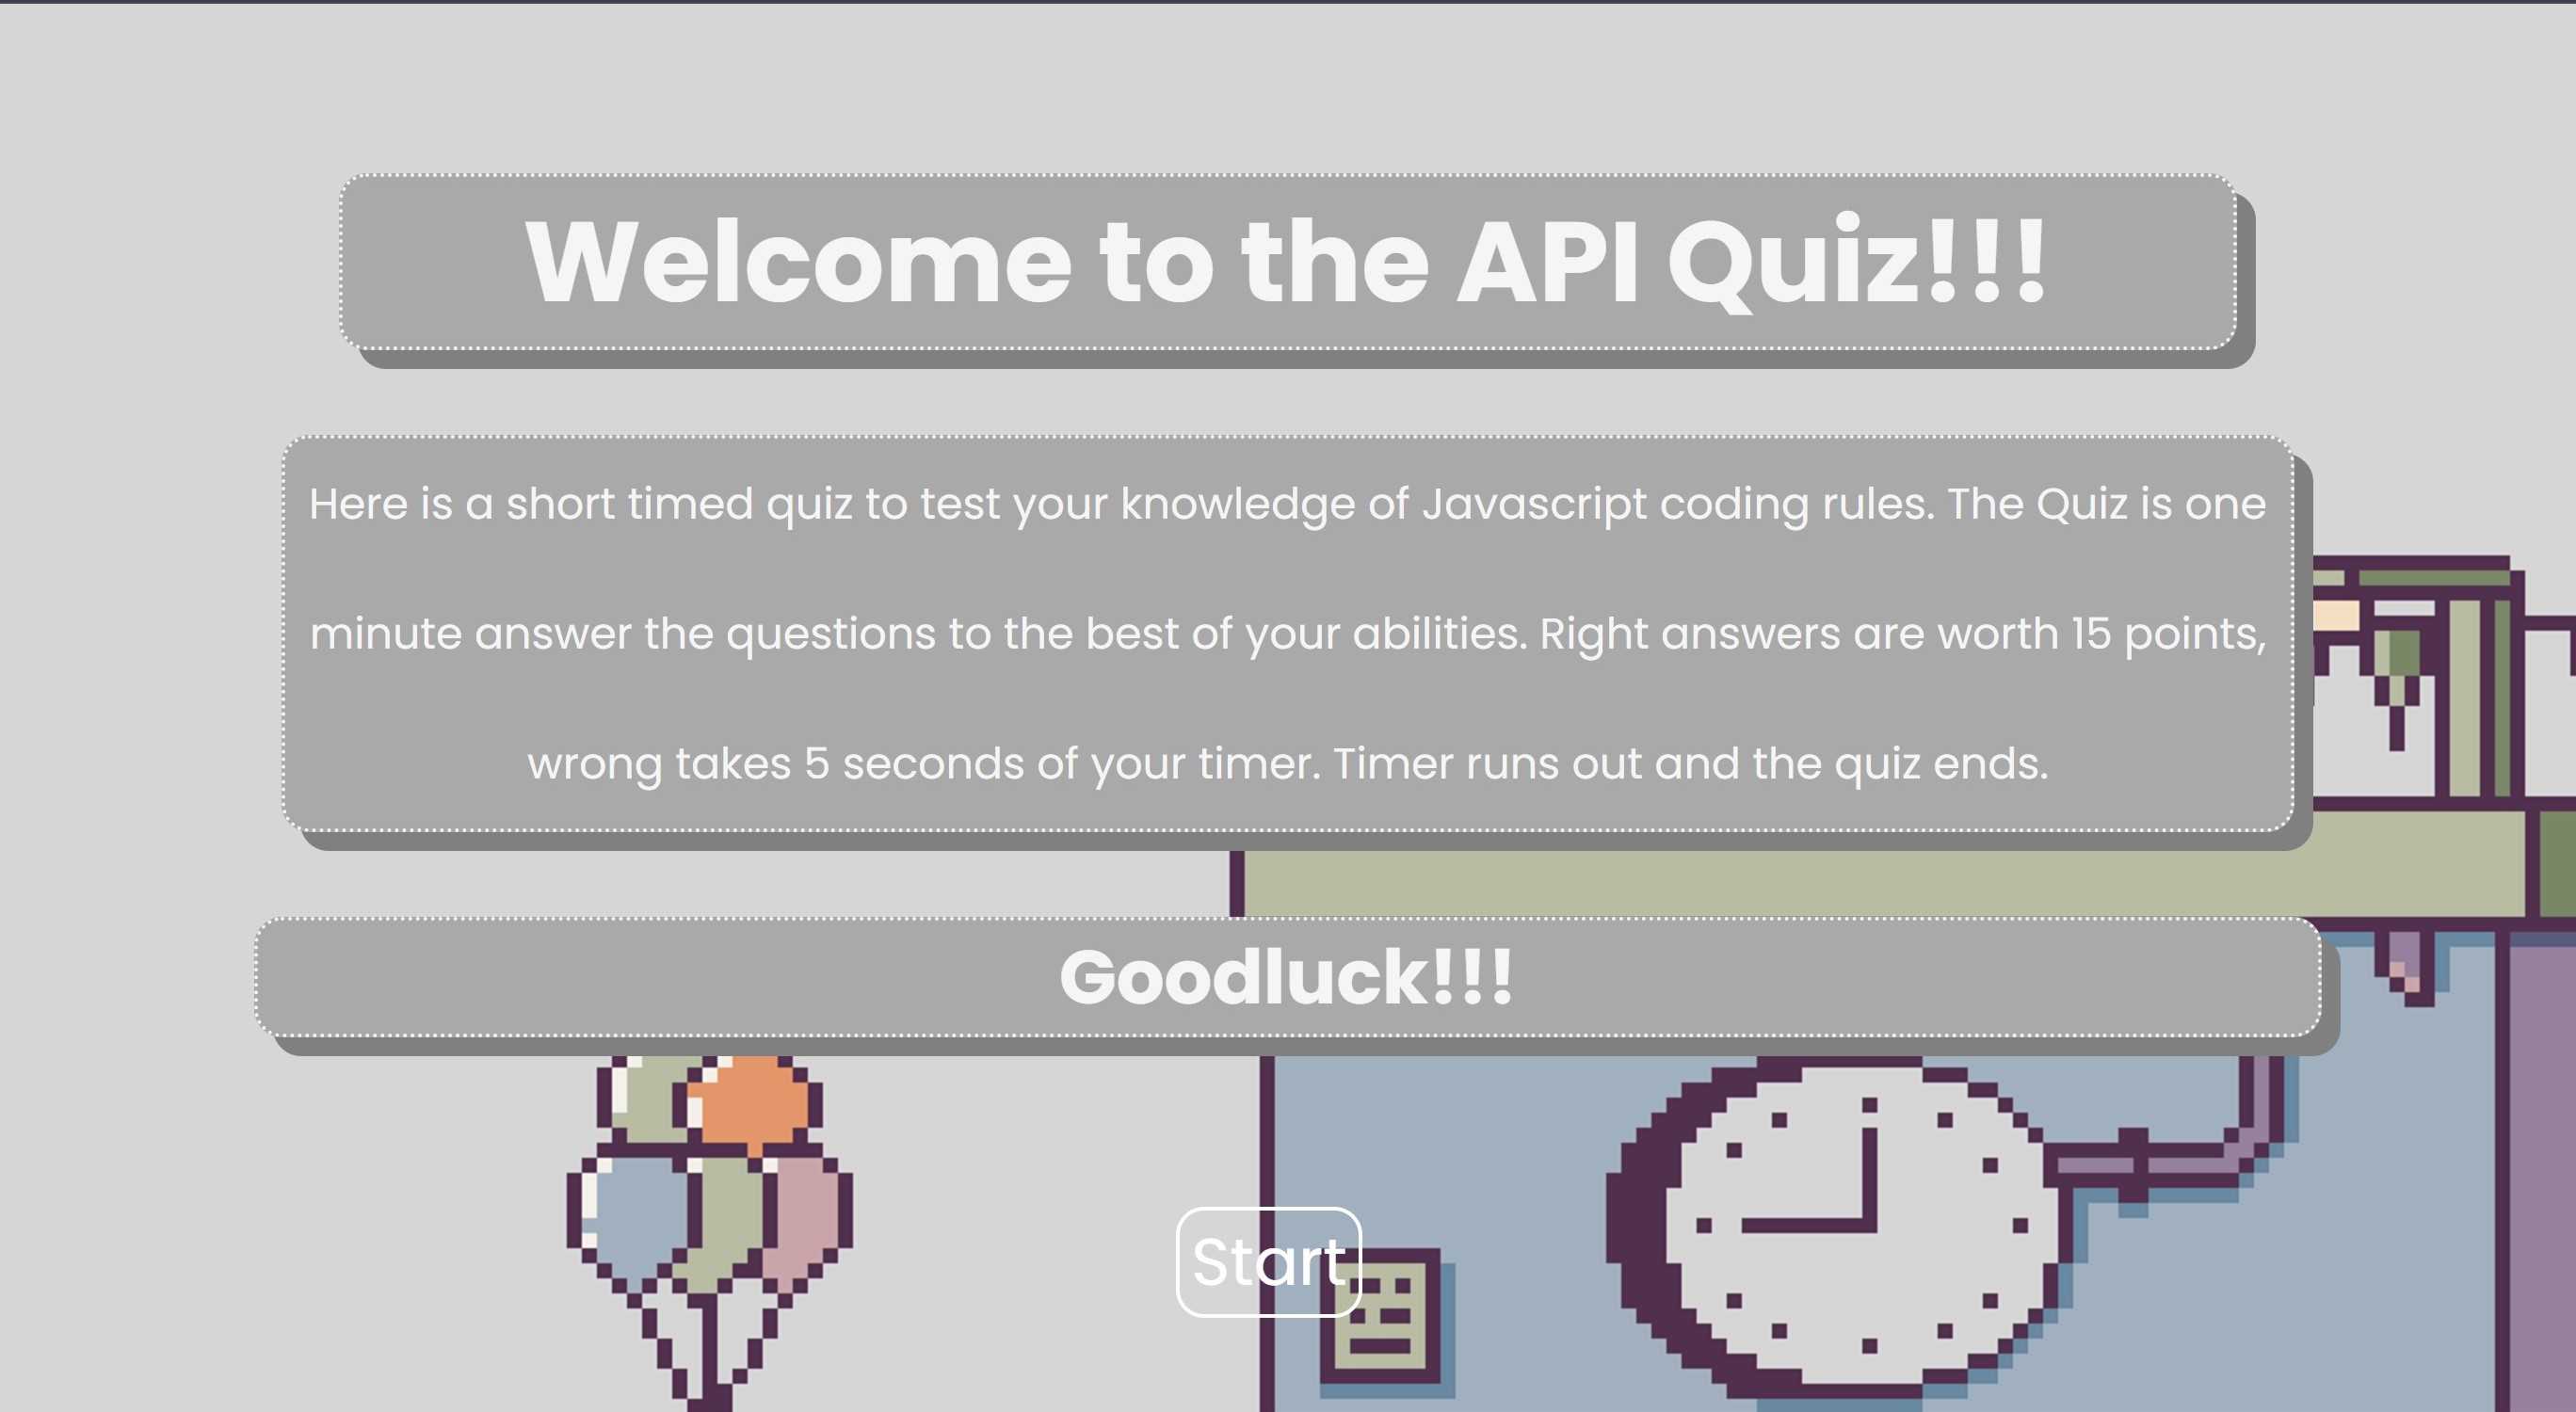 Welcome to the API Quiz!!!
Here is a short timed quiz to test your knowledge of Javascript coding rules. The Quiz is one
minute answer the questions to the best of your abilities. Right answers are worth 15 points,
wrong takes 5 seconds of your timer. Timer runs out and the quiz ends.
Goodluck!!!
Start